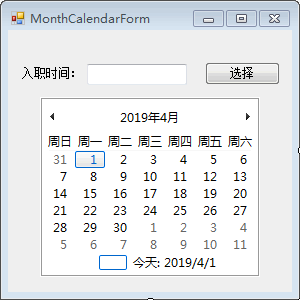 MonthCalendarForm
入职时间： 选择
2019年4月
周日 周一 周二 周三 周四 周五 周六
31 1 2 3 4 5 6
7 8 9 10 11 12 13
14 15 16 17 18 19 20
21 22 23 24 25 26 27
28 29 30 1 2 3 4
5 6 7 8 9 10 11
今天: 2019/4/1